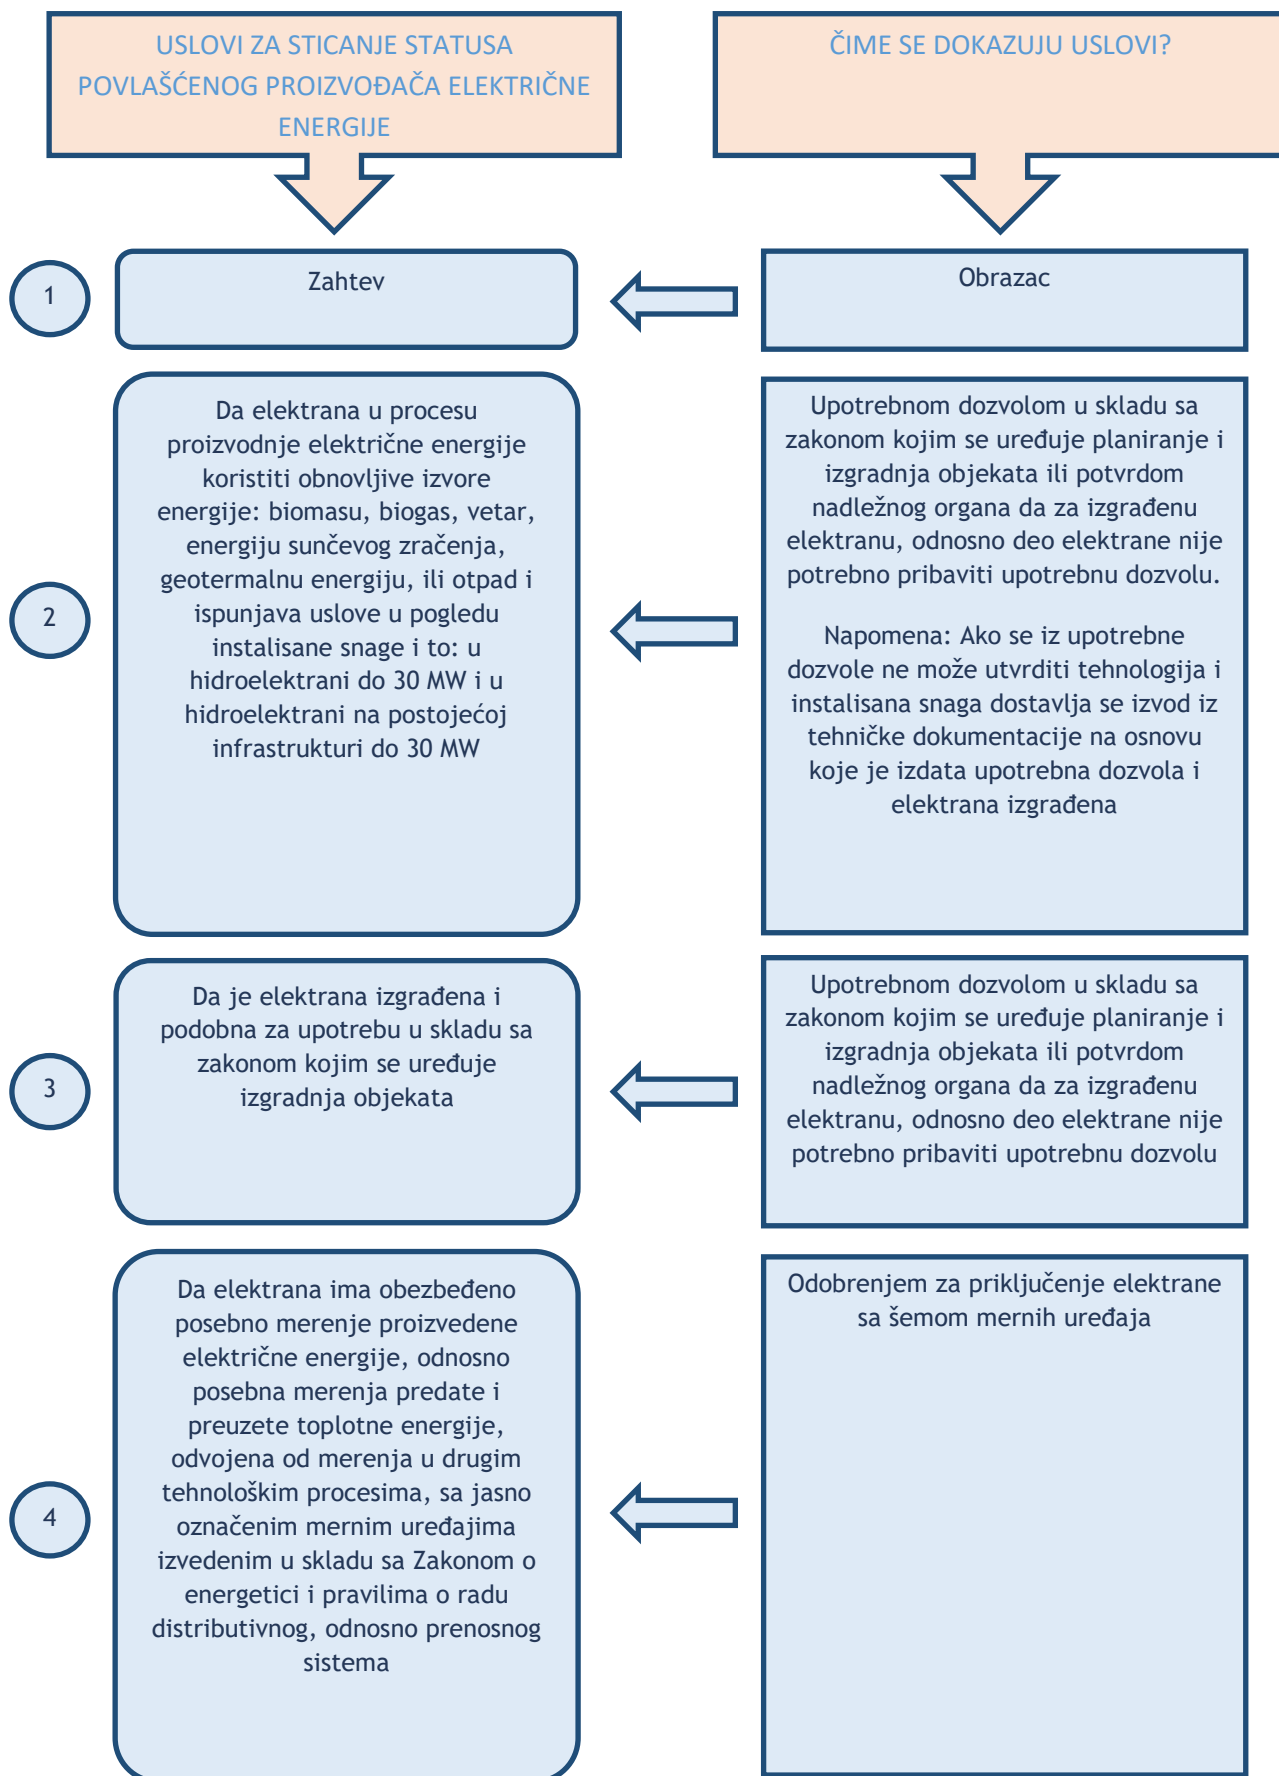 USLOVI ZA STICANJE STATUSA
POVLAŠĆENOG PROIZVOĐAČA ELEKTRIČNE
ENERGIJE
ČIME SE DOKAZUJU USLOVI?
1
Zahtev
Obrazac
2
Da elektrana u procesu
proizvodnje električne energije
koristiti obnovljive izvore
energije: biomasu, biogas, vetar,
energiju sunčevog zračenja,
geotermalnu energiju, ili otpad i
ispunjava uslove u pogledu
instalisane snage i to: u
hidroelektrani do 30 MW i u
hidroelektrani na postojećoj
infrastrukturi do 30 MW
Upotrebnom dozvolom u skladu sa
zakonom kojim se uređuje planiranje i
izgradnja objekata ili potvrdom
nadležnog organa da za izgrađenu
elektranu, odnosno deo elektrane nije
potrebno pribaviti upotrebnu dozvolu.
Napomena: Ako se iz upotrebne
dozvole ne može utvrditi tehnologija i
instalisana snaga dostavlja se izvod iz
tehničke dokumentacije na osnovu
koje je izdata upotrebna dozvola i
elektrana izgrađena
3
Da je elektrana izgrađena i
podobna za upotrebu u skladu sa
zakonom kojim se uređuje
izgradnja objekata
Upotrebnom dozvolom u skladu sa
zakonom kojim se uređuje planiranje i
izgradnja objekata ili potvrdom
nadležnog organa da za izgrađenu
elektranu, odnosno deo elektrane nije
potrebno pribaviti upotrebnu dozvolu
4
Da elektrana ima obezbeđeno
posebno merenje proizvedene
električne energije, odnosno
posebna merenja predate i
preuzete toplotne energije,
odvojena od merenja u drugim
tehnološkim procesima, sa jasno
označenim mernim uređajima
izvedenim u skladu sa Zakonom o
energetici i pravilima o radu
distributivnog, odnosno prenosnog
sistema
Odobrenjem za priključenje elektrane
sa šemom mernih uređaja